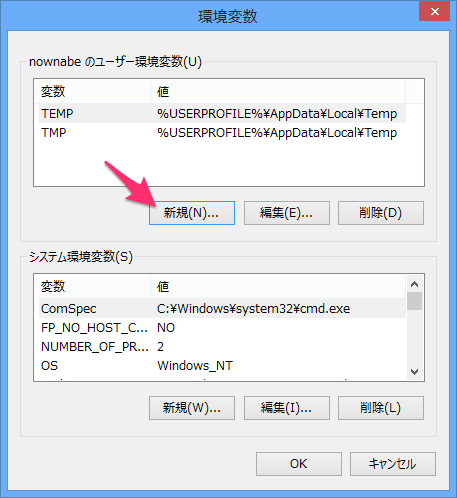 環境変数
nownabe のユーザー環境変数(U)
変数 値
TEMP %USERPROFILE%¥AppData¥Local¥Temp
TMP %USERPROFILE%¥AppData¥Local¥Temp
新規(N)... 編集(E)... 削除(D)
システム環境変数(S)
変数 値
ComSpec C:¥Windows¥system32¥cmd.exe
FP_NO_HOST_C... NO
NUMBER_OF_PR... 2
OS Windows_NT
新規(W)... 編集(I)... 削除(L)
OK キャンセル